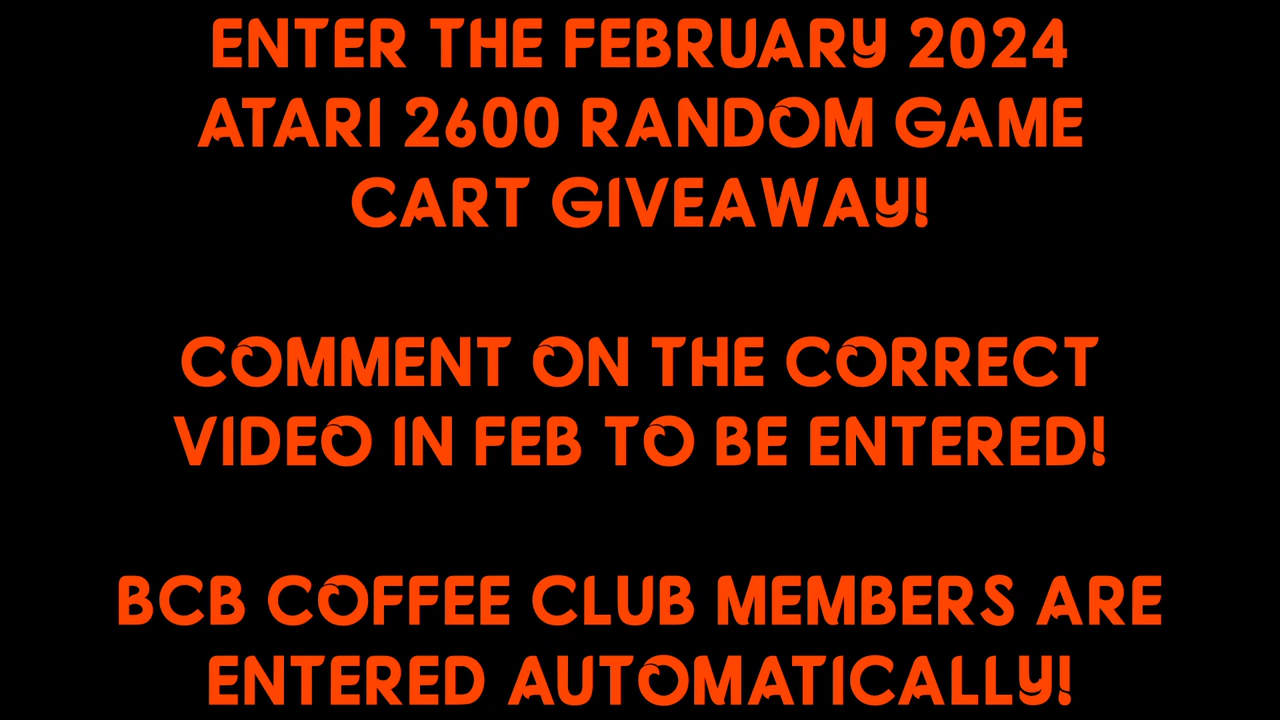 ENTER THE FEBRUARY 2024
ATARI 2600 RANDOM GAME
CART GIVEAWAY!
COMMENT ON THE CORRECT
VIDEO IN FEB TO BE ENTERED!
BCB COFFEE CLUB MEMBERS ARE
ENTERED AUTOMATICALLY!